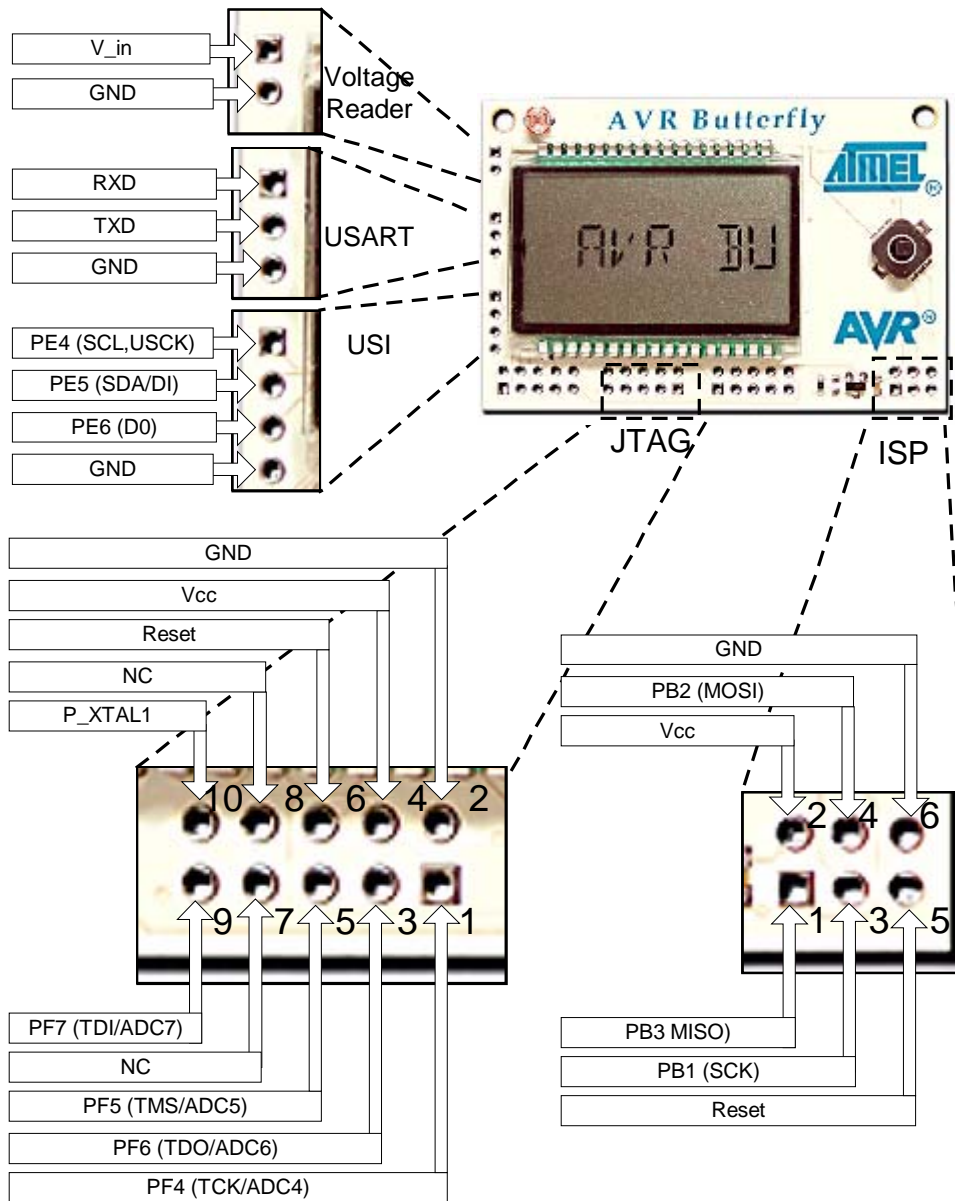 V_in
GND
Voltage
Reader
RXD
TXD
GND
USART
PE4 (SCL,USCK)
PE5 (SDA/DI)
PE6 (D0)
GND
USI
AVR Butterfly
ATMEL®
AVR BU
AVR®
JTAG
ISP
GND
Vcc
Reset
NC
P_XTAL1
10 8 6 4 2
9 7 5 3 1
PF7 (TDI/ADC7)
NC
PF5 (TMS/ADC5)
PF6 (TDO/ADC6)
PF4 (TCK/ADC4)
GND
PB2 (MOSI)
Vcc
2 4 6
1 3 5
PB3 MISO)
PB1 (SCK)
Reset